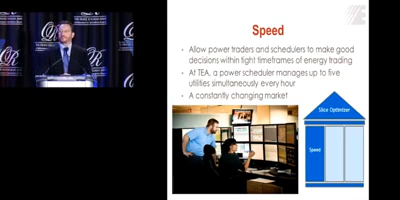 Speed
• Allow power traders and schedulers to make good
decisions within tight timeframes of energy trading
• At TEA, a power scheduler manages up to five
utilities simultaneously every hour
• A constantly changing market
Slice Optimizer
Speed